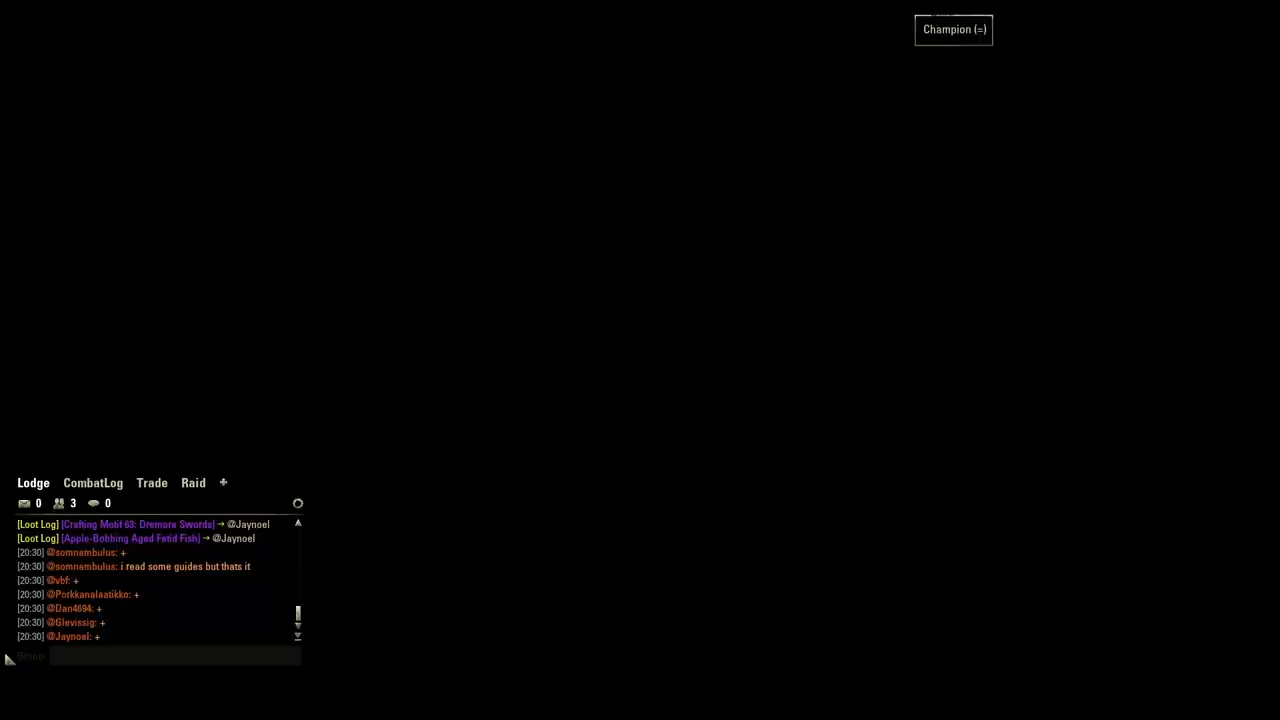 Champion (=)
Lodge CombatLog Trade Raid +
0 3 0
[Loot Log] [Crafting Motif 63: Dremora Swords] → @Jaynoel
[Loot Log] [Apple-Bobbing Aged Fetid Fish] → @Jaynoel
[20:30] @somnambulus: +
[20:30] @somnambulus: i read some guides but thats it
[20:30] @vbf: +
[20:30] @Porkkanalaatikko: +
[20:30] @Dan4694: +
[20:30] @Glevissig: +
[20:30] @Jaynoel: +
Group